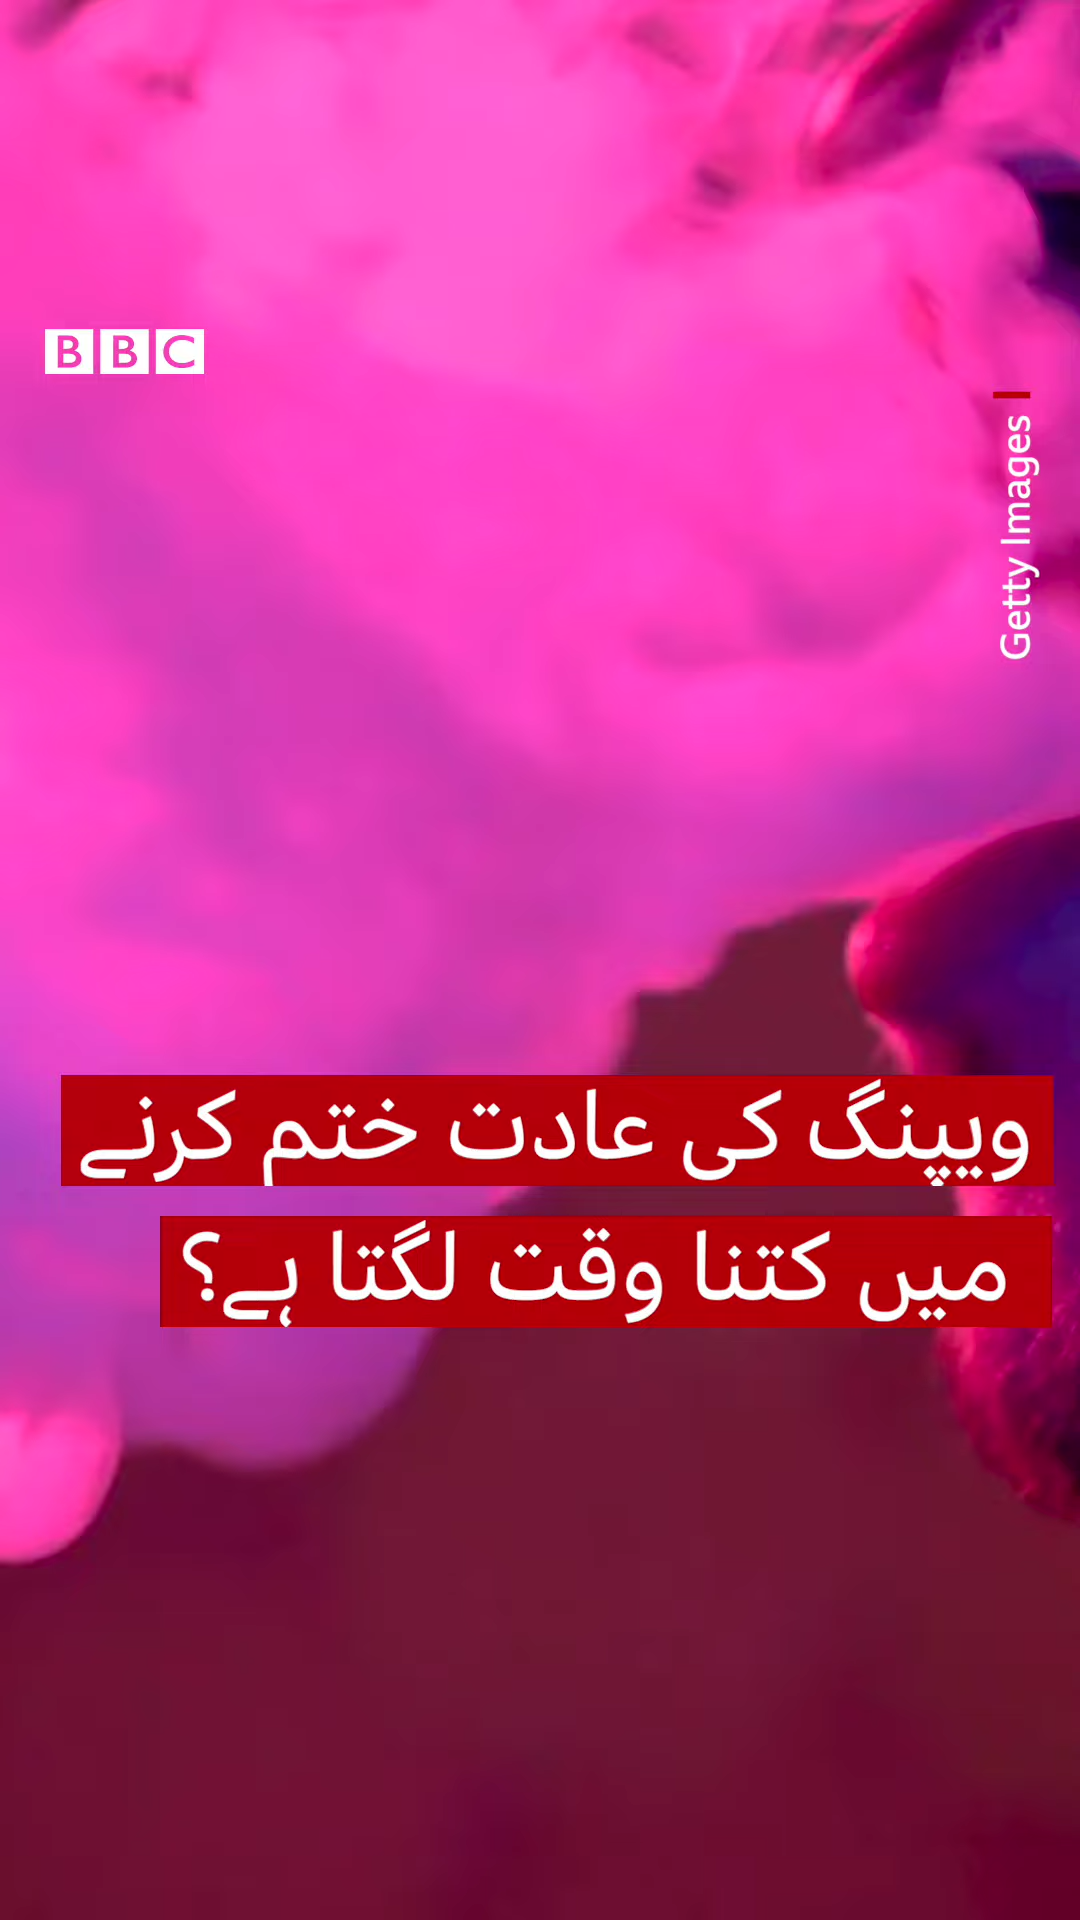 BBC
Getty Images
ویپنگ کی عادت ختم کرنے
میں کتنا وقت لگتا ہے؟